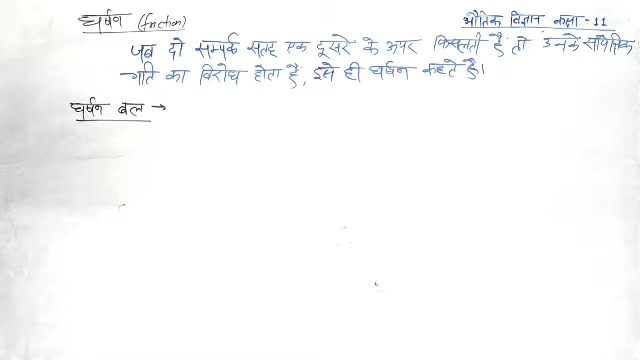 घर्षण (friction)
भौतिक विज्ञान कक्षा - 11
जब दो सम्पर्क सतह एक दूसरे के ऊपर फिसलती है तो उनके सापेक्षिक
गति का विरोध होता है, इसे ही घर्षण कहते है।
घर्षण बल →